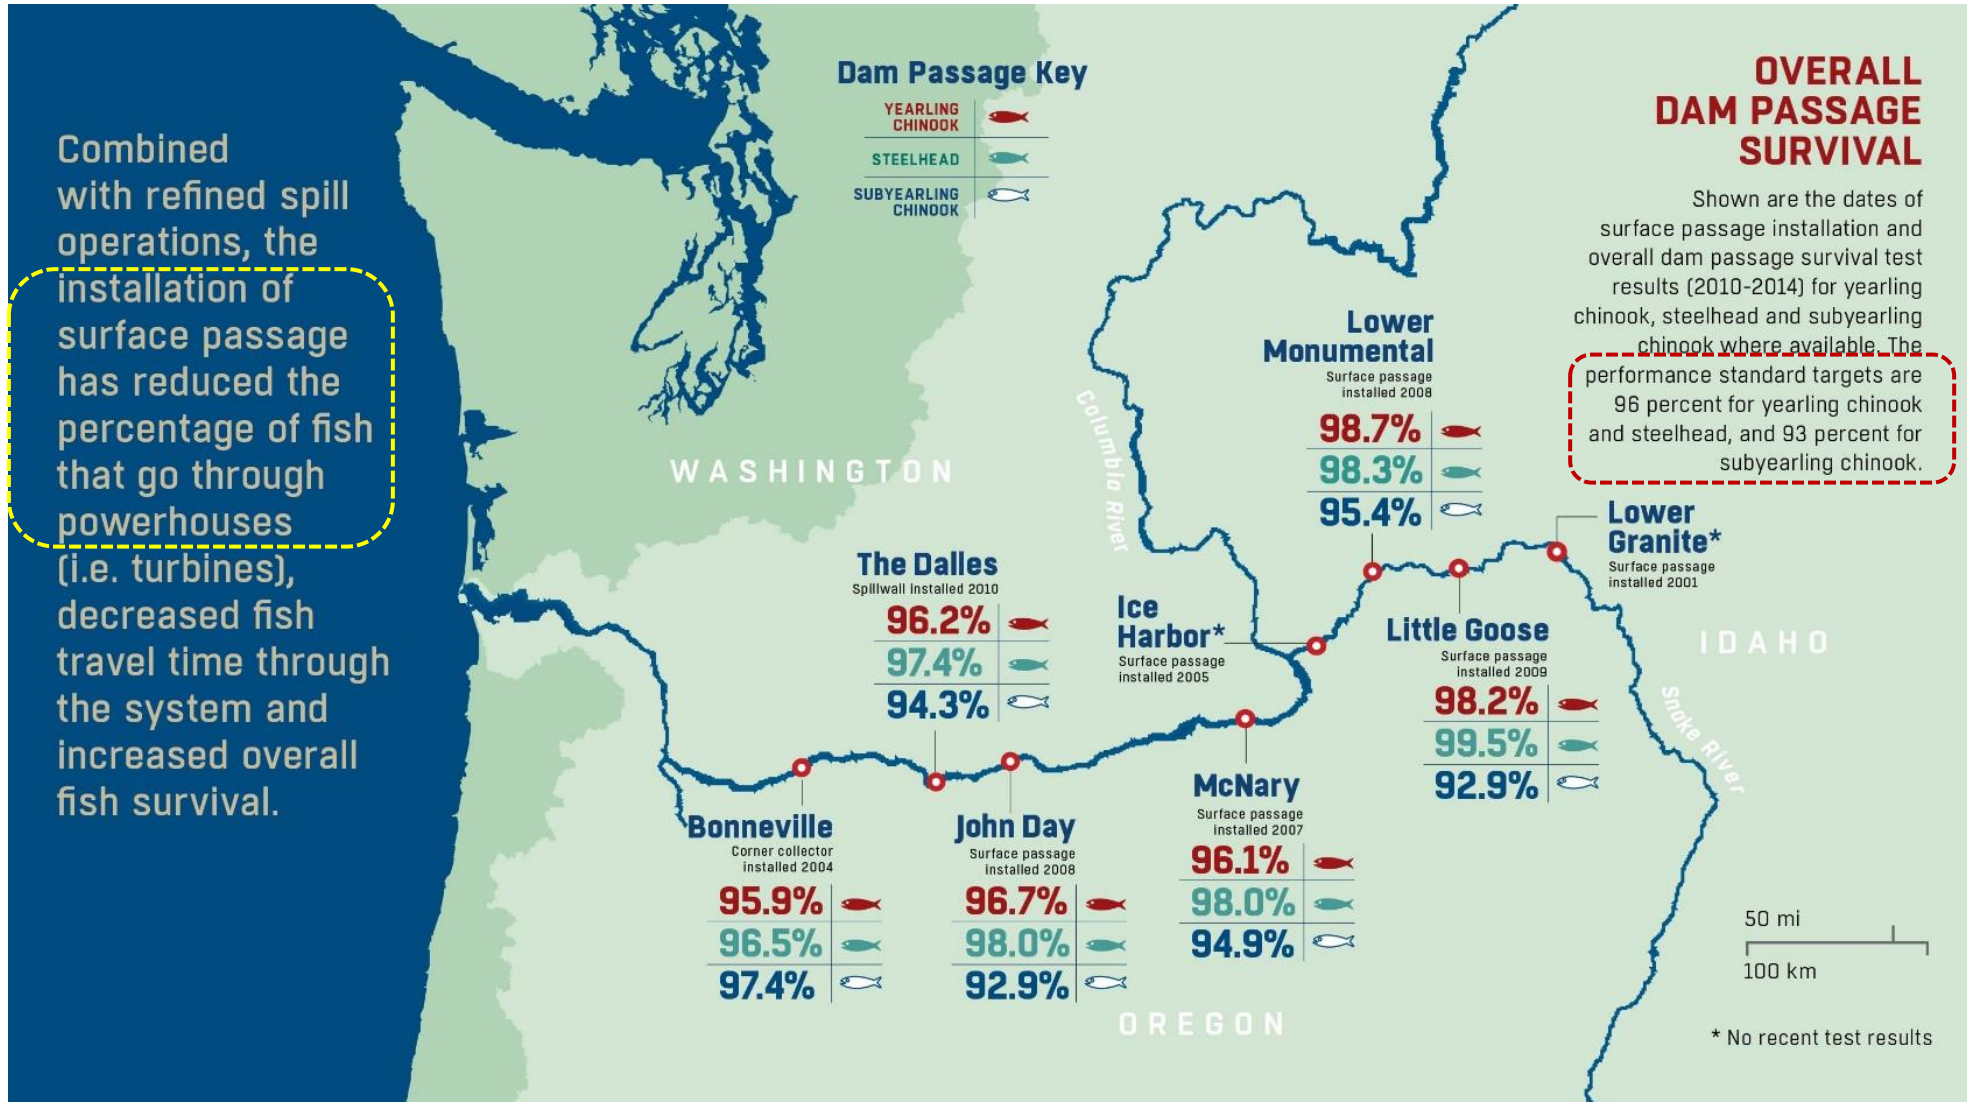 Combined
with refined spill
operations, the
installation of
surface passage
has reduced the
percentage of fish
that go through
powerhouses
(i.e. turbines),
decreased fish
travel time through
the system and
increased overall
fish survival.
Dam Passage Key
YEARLING
CHINOOK
STEELHEAD
SUBYEARLING
CHINOOK
OVERALL
DAM PASSAGE
SURVIVAL
Shown are the dates of
surface passage installation and
overall dam passage survival test
results (2010-2014) for yearling
chinook, steelhead and subyearling
chinook where available. The
performance standard targets are
96 percent for yearling chinook
and steelhead, and 93 percent for
subyearling chinook.
WASHINGTON
Columbia River
Lower
Monumental
Surface passage
installed 2008
98.7%
98.3%
95.4%
Lower
Granite*
Surface passage
installed 2001
The Dalles
Spillwall installed 2010
96.2%
97.4%
94.3%
Ice
Harbor*
Surface passage
installed 2005
Little Goose
Surface passage
installed 2009
98.2%
99.5%
92.9%
IDAHO
Snake River
Bonneville
Corner collector
installed 2004
95.9%
96.5%
97.4%
John Day
Surface passage
installed 2008
96.7%
98.0%
92.9%
McNary
Surface passage
installed 2007
96.1%
98.0%
94.9%
OREGON
50 mi
100 km
* No recent test results